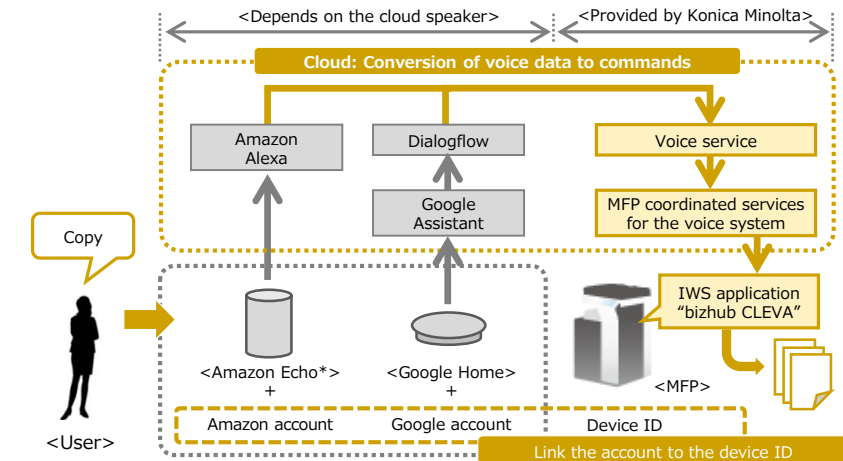 <Depends on the cloud speaker>
<Provided by Konica Minolta>
Cloud: Conversion of voice data to commands
Amazon
Alexa
Dialogflow
Voice service
Google
Assistant
MFP coordinated services
for the voice system
Copy
IWS application
“bizhub CLEVA”
<Amazon Echo*>
+
<Google Home>
+
<MFP>
Amazon account
Google account
Device ID
<User>
Link the account to the device ID